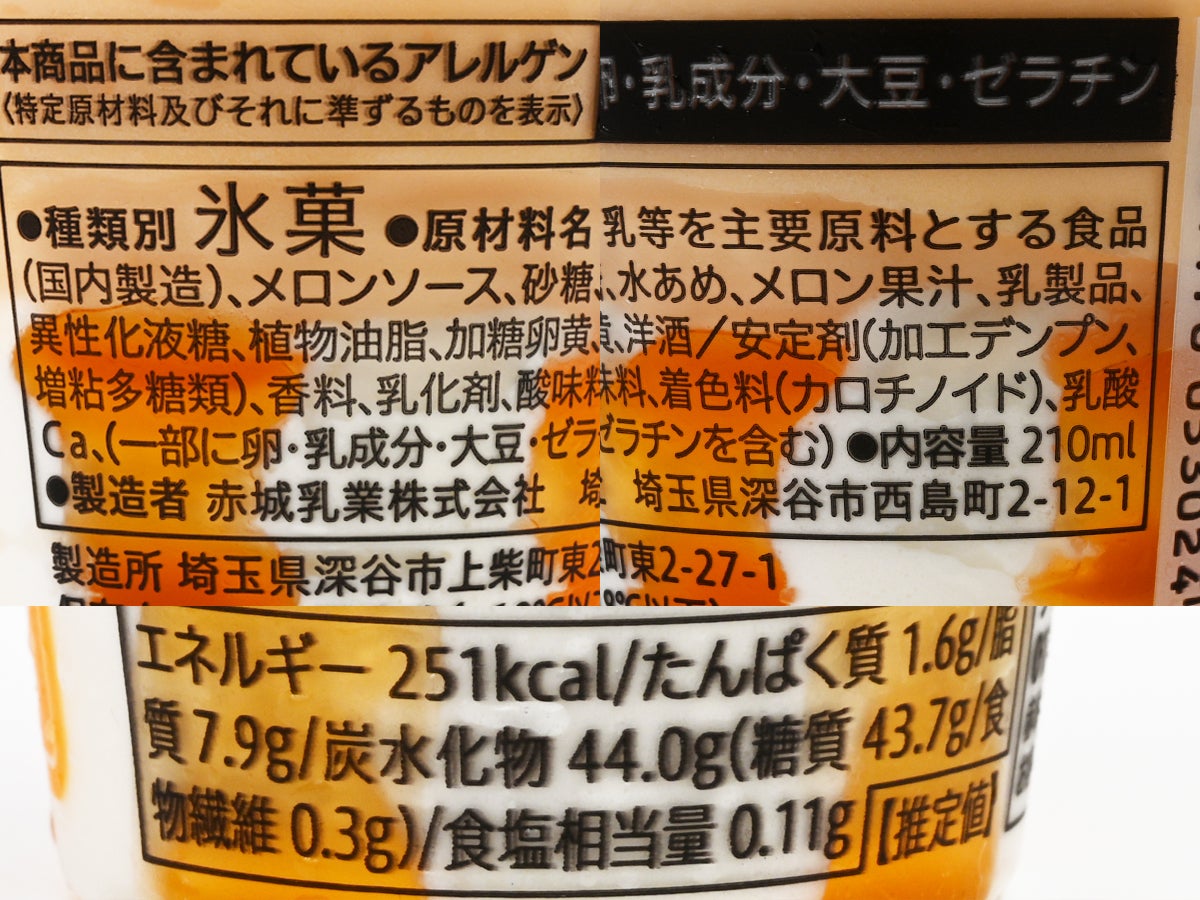 本商品に含まれているアレルゲン
〈特定原材料及びそれに準ずるものを表示〉
卵・乳成分・大豆・ゼラチン
●種類別 氷菓 ●原材料名
乳等を主要原料とする食品
(国内製造)、メロンソース、砂糖、水あめ、メロン果汁、乳製品、
異性化液糖、植物油脂、加糖卵黄、洋酒/安定剤(加工デンプン、
増粘多糖類)、香料、乳化剤、酸味料、着色料(カロチノイド)、乳酸
Ca、(一部に卵・乳成分・大豆・ゼラチンを含む) ●内容量 210ml
●製造者 赤城乳業株式会社 埼玉県深谷市西島町2-12-1
製造所 埼玉県深谷市上柴町東2-27-1
エネルギー 251kcal/たんぱく質 1.6g/脂
質 7.9g/炭水化物 44.0g(糖質 43.7g/食
物繊維 0.3g)/食塩相当量 0.11g【推定値】